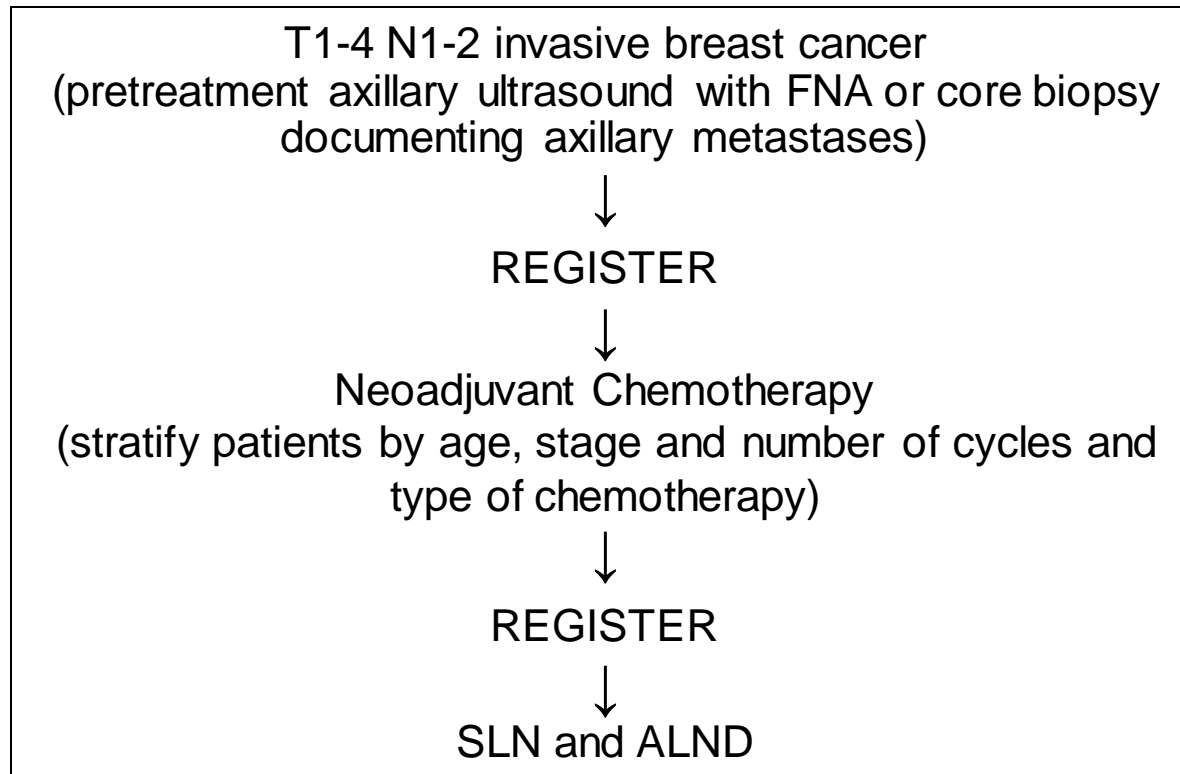 T1-4 N1-2 invasive breast cancer
(pretreatment axillary ultrasound with FNA or core biopsy
documenting axillary metastases)
↓
REGISTER
↓
Neoadjuvant Chemotherapy
(stratify patients by age, stage and number of cycles and
type of chemotherapy)
↓
REGISTER
↓
SLN and ALND